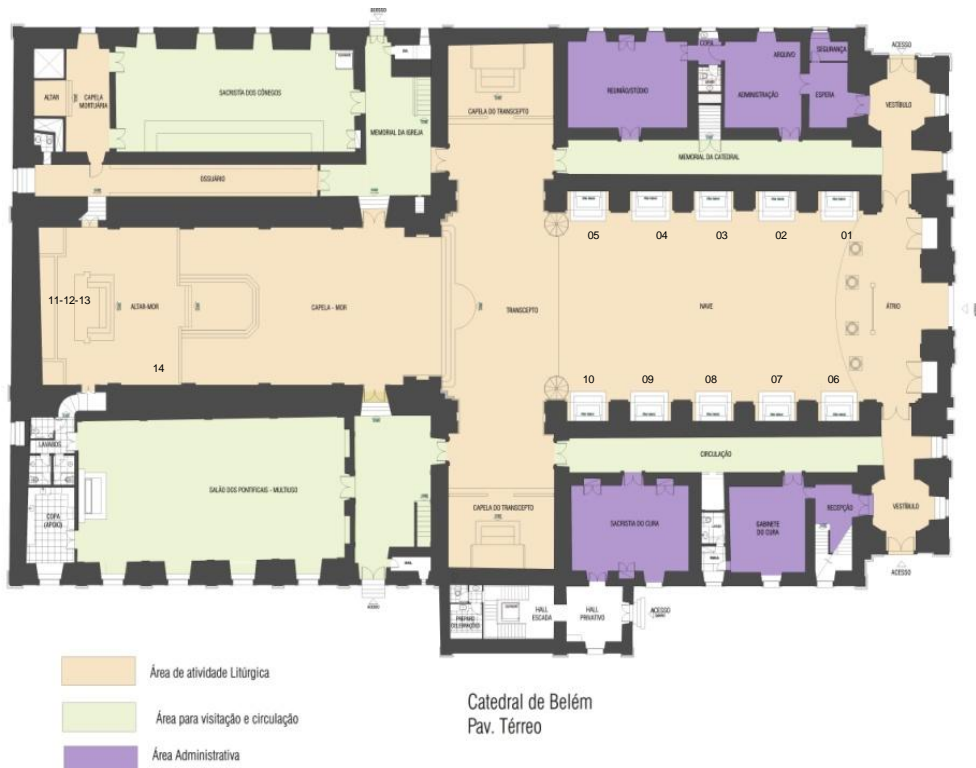 ACESSO
COPA
ARQUIVO
SEGURANÇA
ACESSO
SACRISTIA DOS CÔNEGOS
ALTAR
CAPELA
MORTUÁRIA
REUNIÃO/STÚDIO
ADMINISTRAÇÃO
ESPERA
VESTÍBULO
CAPELA DO TRANSCEPTO
MEMORIAL DA IGREJA
MEMORIAL DA CATEDRAL
OSSUÁRIO
05
04
03
02
01
11-12-13
ALTAR-MOR
CAPELA - MOR
TRANSCEPTO
NAVE
ÁTRIO
14
10
09
08
07
06
LAVABOS
CIRCULAÇÃO
SALÃO DOS PONTIFICAIS - MULTIUSO
CAPELA DO TRANSCEPTO
SACRISTIA DO CURA
GABINETE
DO CURA
RECEPÇÃO
VESTÍBULO
COPA
(APOIO)
ACESSO
ACESSO
HALL
ESCADA
HALL
PRIVATIVO
ACESSO
Área de atividade Litúrgica
Área para visitação e circulação
Área Administrativa
Catedral de Belém
Pav. Térreo